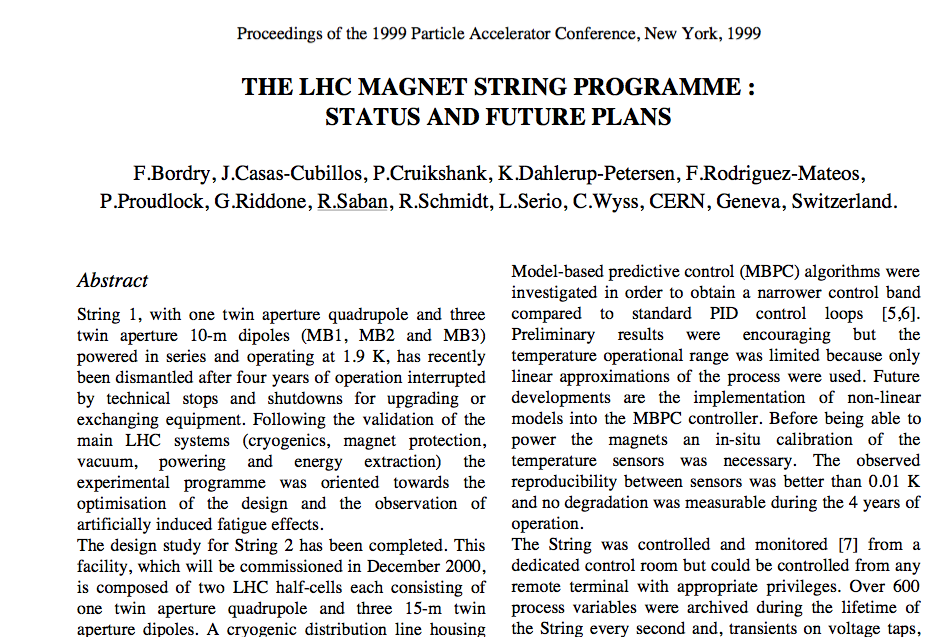 Proceedings of the 1999 Particle Accelerator Conference, New York, 1999
THE LHC MAGNET STRING PROGRAMME :
STATUS AND FUTURE PLANS
F.Bordry, J.Casas-Cubillos, P.Cruikshank, K.Dahlerup-Petersen, F.Rodriguez-Mateos,
P.Proudlock, G.Riddone, R.Saban, R.Schmidt, L.Serio, C.Wyss, CERN, Geneva, Switzerland.
Abstract
String 1, with one twin aperture quadrupole and three
twin aperture 10-m dipoles (MB1, MB2 and MB3)
powered in series and operating at 1.9 K, has recently
been dismantled after four years of operation interrupted
by technical stops and shutdowns for upgrading or
exchanging equipment. Following the validation of the
main LHC systems (cryogenics, magnet protection,
vacuum, powering and energy extraction) the
experimental programme was oriented towards the
optimisation of the design and the observation of
artificially induced fatigue effects.
The design study for String 2 has been completed. This
facility, which will be commissioned in December 2000,
is composed of two LHC half-cells each consisting of
one twin aperture quadrupole and three 15-m twin
aperture dipoles. A cryogenic distribution line housing
Model-based predictive control (MBPC) algorithms were
investigated in order to obtain a narrower control band
compared to standard PID control loops [5,6].
Preliminary results were encouraging but the
temperature operational range was limited because only
linear approximations of the process were used. Future
developments are the implementation of non-linear
models into the MBPC controller. Before being able to
power the magnets an in-situ calibration of the
temperature sensors was necessary. The observed
reproducibility between sensors was better than 0.01 K
and no degradation was measurable during the 4 years of
operation.
The String was controlled and monitored [7] from a
dedicated control room but could be controlled from any
remote terminal with appropriate privileges. Over 600
process variables were archived during the lifetime of
the String every second and, transients on voltage taps,